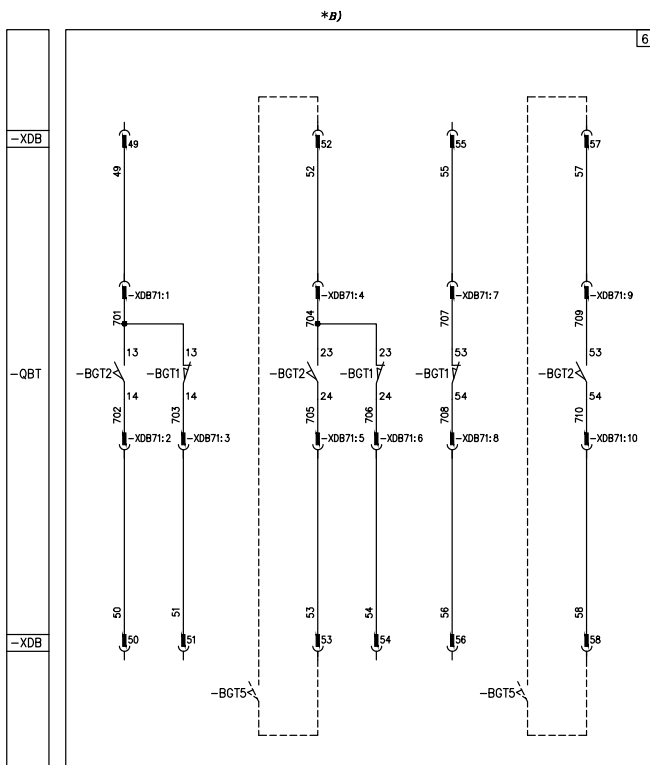 *B)
6
-XDB
49
52
55
57
49
52
55
57
-XDB71:1
-XDB71:4
-XDB71:7
-XDB71:9
701
704
707
709
13
13
23
23
53
53
-QBT
-BGT2
-BGT1
-BGT2
-BGT1
-BGT1
-BGT2
14
14
24
24
54
54
702
703
705
706
708
710
-XDB71:2
-XDB71:3
-XDB71:5
-XDB71:6
-XDB71:8
-XDB71:10
50
51
53
54
56
58
-XDB
50
51
53
54
56
58
-BGT5
-BGT5